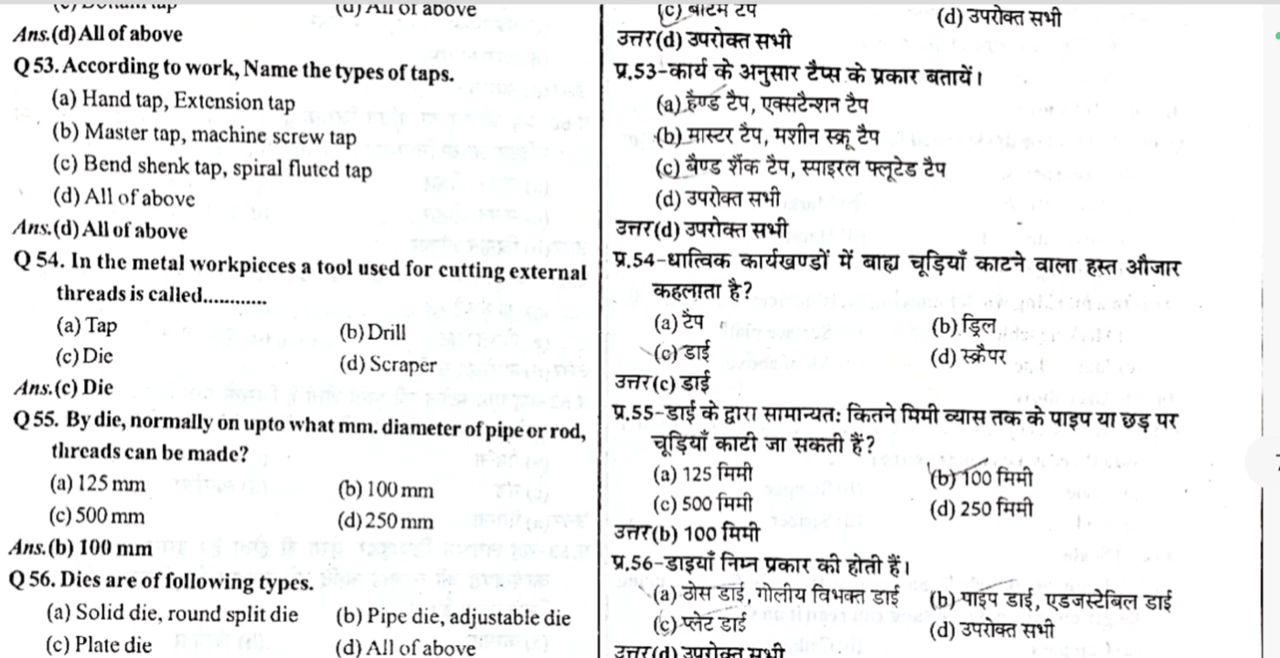 (d) All of above
Ans.(d) All of above
Q 53. According to work, Name the types of taps.
(a) Hand tap, Extension tap
(b) Master tap, machine screw tap
(c) Bend shenk tap, spiral fluted tap
(d) All of above
Ans.(d) All of above
Q 54. In the metal workpieces a tool used for cutting external
threads is called............
(a) Tap (b) Drill
(c) Die (d) Scraper
Ans.(c) Die
Q 55. By die, normally on upto what mm. diameter of pipe or rod,
threads can be made?
(a) 125 mm (b) 100 mm
(c) 500 mm (d) 250 mm
Ans.(b) 100 mm
Q 56. Dies are of following types.
(a) Solid die, round split die (b) Pipe die, adjustable die
(c) Plate die (d) All of above
(c) बाटम टेप (d) उपरोक्त सभी
उत्तर(d) उपरोक्त सभी
प्र.53-कार्य के अनुसार टैप्स के प्रकार बतायें।
(a) हैण्ड टैप, एक्सटैन्शन टैप
(b) मास्टर टैप, मशीन स्क्रू टैप
(c) बैण्ड शैंक टैप, स्पाइरल फ्लूटेड टैप
(d) उपरोक्त सभी
उत्तर(d) उपरोक्त सभी
प्र.54-धात्विक कार्यखण्डों में बाह्य चूड़ियाँ काटने वाला हस्त औजार
कहलाता है?
(a) टैप (b) ड्रिल
(c) डाई (d) स्क्रैपर
उत्तर(c) डाई
प्र.55-डाई के द्वारा सामान्यत: कितने मिमी व्यास तक के पाइप या छड़ पर
चूड़ियाँ काटी जा सकती हैं?
(a) 125 मिमी (b) 100 मिमी
(c) 500 मिमी (d) 250 मिमी
उत्तर(b) 100 मिमी
प्र.56-डाइयाँ निम्न प्रकार की होती हैं।
(a) ठोस डाई, गोलीय विभक्त डाई (b) पाइप डाई, एडजस्टेबिल डाई
(c) प्लेट डाई (d) उपरोक्त सभी
उत्तर(d) उपरोक्त सभी